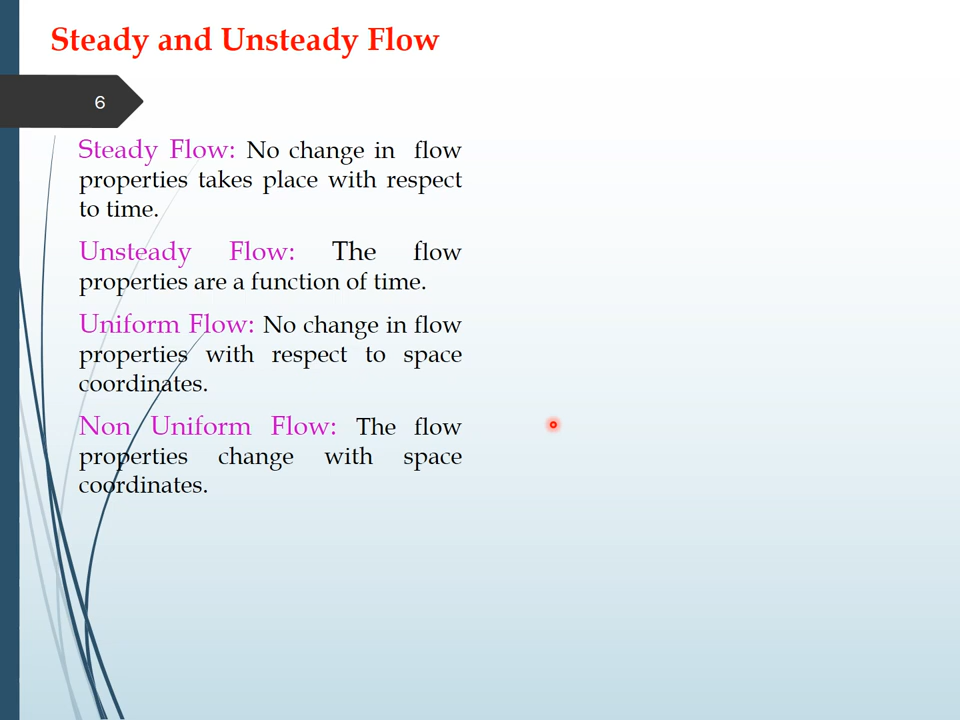 Steady and Unsteady Flow
6
Steady Flow: No change in flow
properties takes place with respect
to time.
Unsteady Flow: The flow
properties are a function of time.
Uniform Flow: No change in flow
properties with respect to space
coordinates.
Non Uniform Flow: The flow
properties change with space
coordinates.